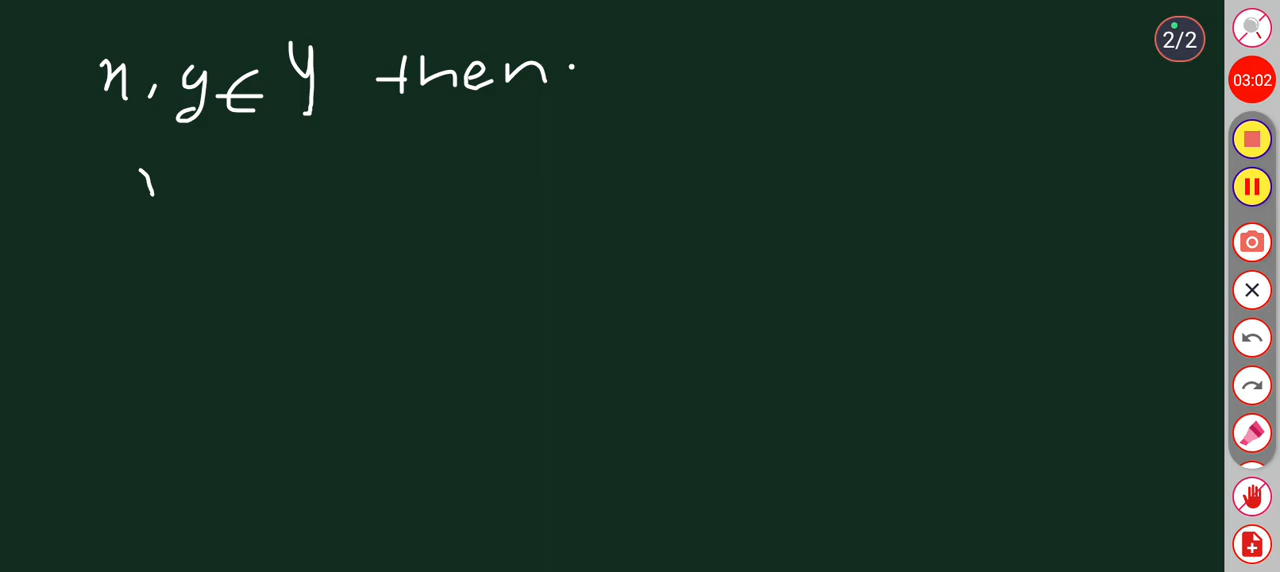 2/2
03:02
x, y ∈ Y then.